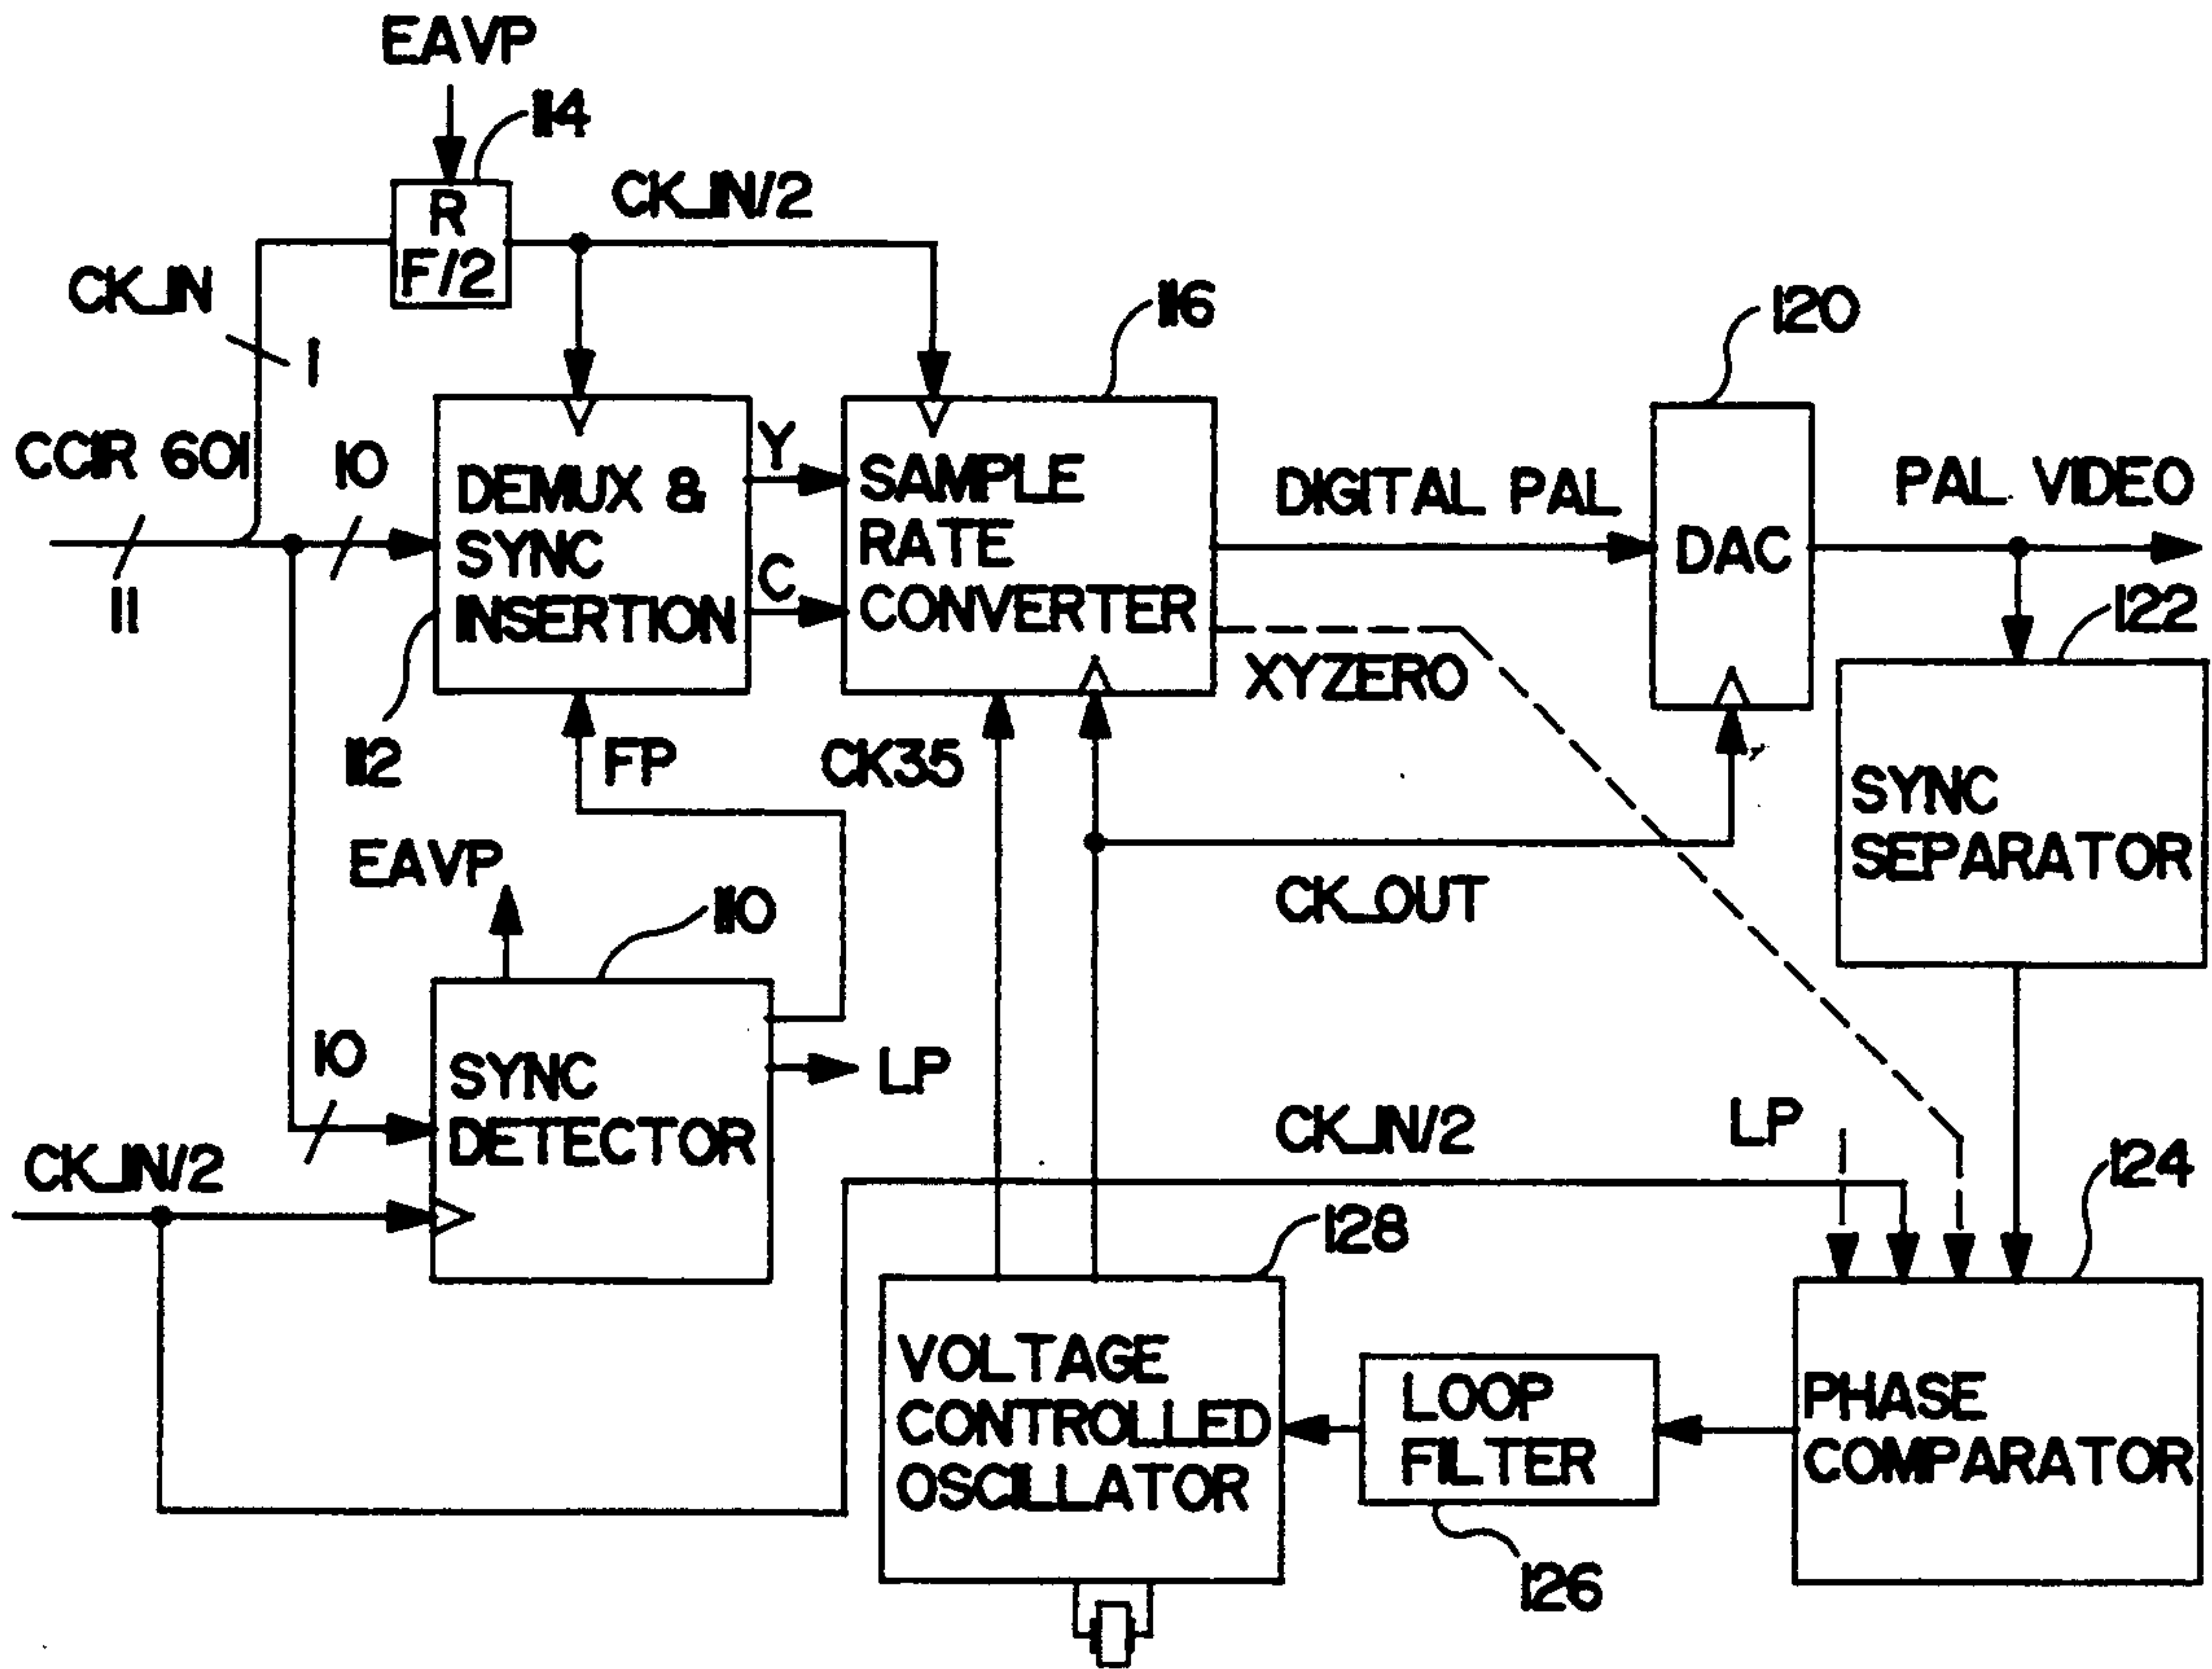 EAVP
114
R
F/2
CK_IN/2
CK_IN
1
116
120
CCIR 601
10
11
DEMUX &
SYNC
INSERTION
Y
C
SAMPLE
RATE
CONVERTER
DIGITAL PAL
DAC
PAL VIDEO
122
XYZERO
112
FP
CK35
SYNC
SEPARATOR
EAVP
110
CK_OUT
10
SYNC
DETECTOR
LP
CK_IN/2
CK_IN/2
LP
124
128
VOLTAGE
CONTROLLED
OSCILLATOR
LOOP
FILTER
PHASE
COMPARATOR
126